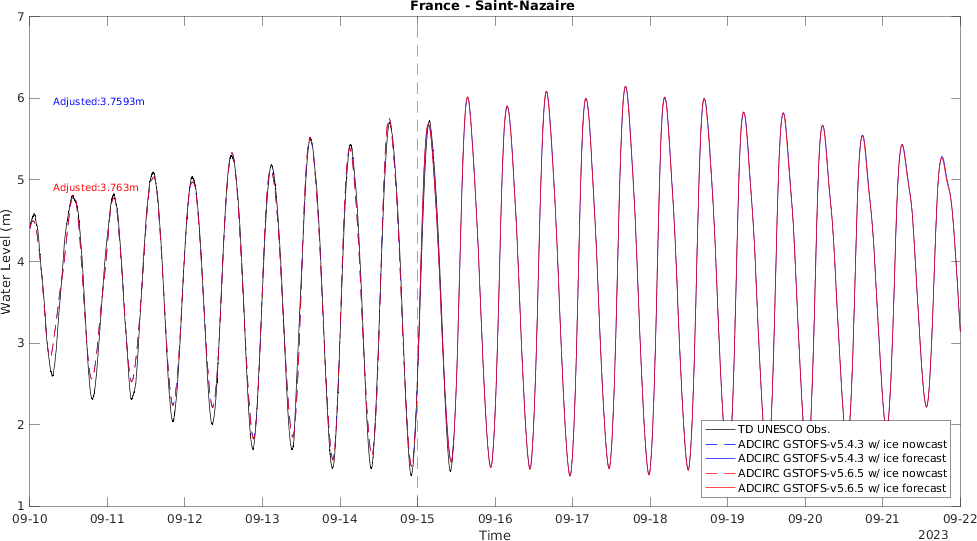 France - Saint-Nazaire
7
6
5
4
3
2
1
Water Level (m)
Adjusted:3.7593m
Adjusted:3.763m
TD UNESCO Obs.
ADCIRC GSTOFS-v5.4.3 w/ ice nowcast
ADCIRC GSTOFS-v5.4.3 w/ ice forecast
ADCIRC GSTOFS-v5.6.5 w/ ice nowcast
ADCIRC GSTOFS-v5.6.5 w/ ice forecast
09-10 09-11 09-12 09-13 09-14 09-15 09-16 09-17 09-18 09-19 09-20 09-21 09-22
Time
2023